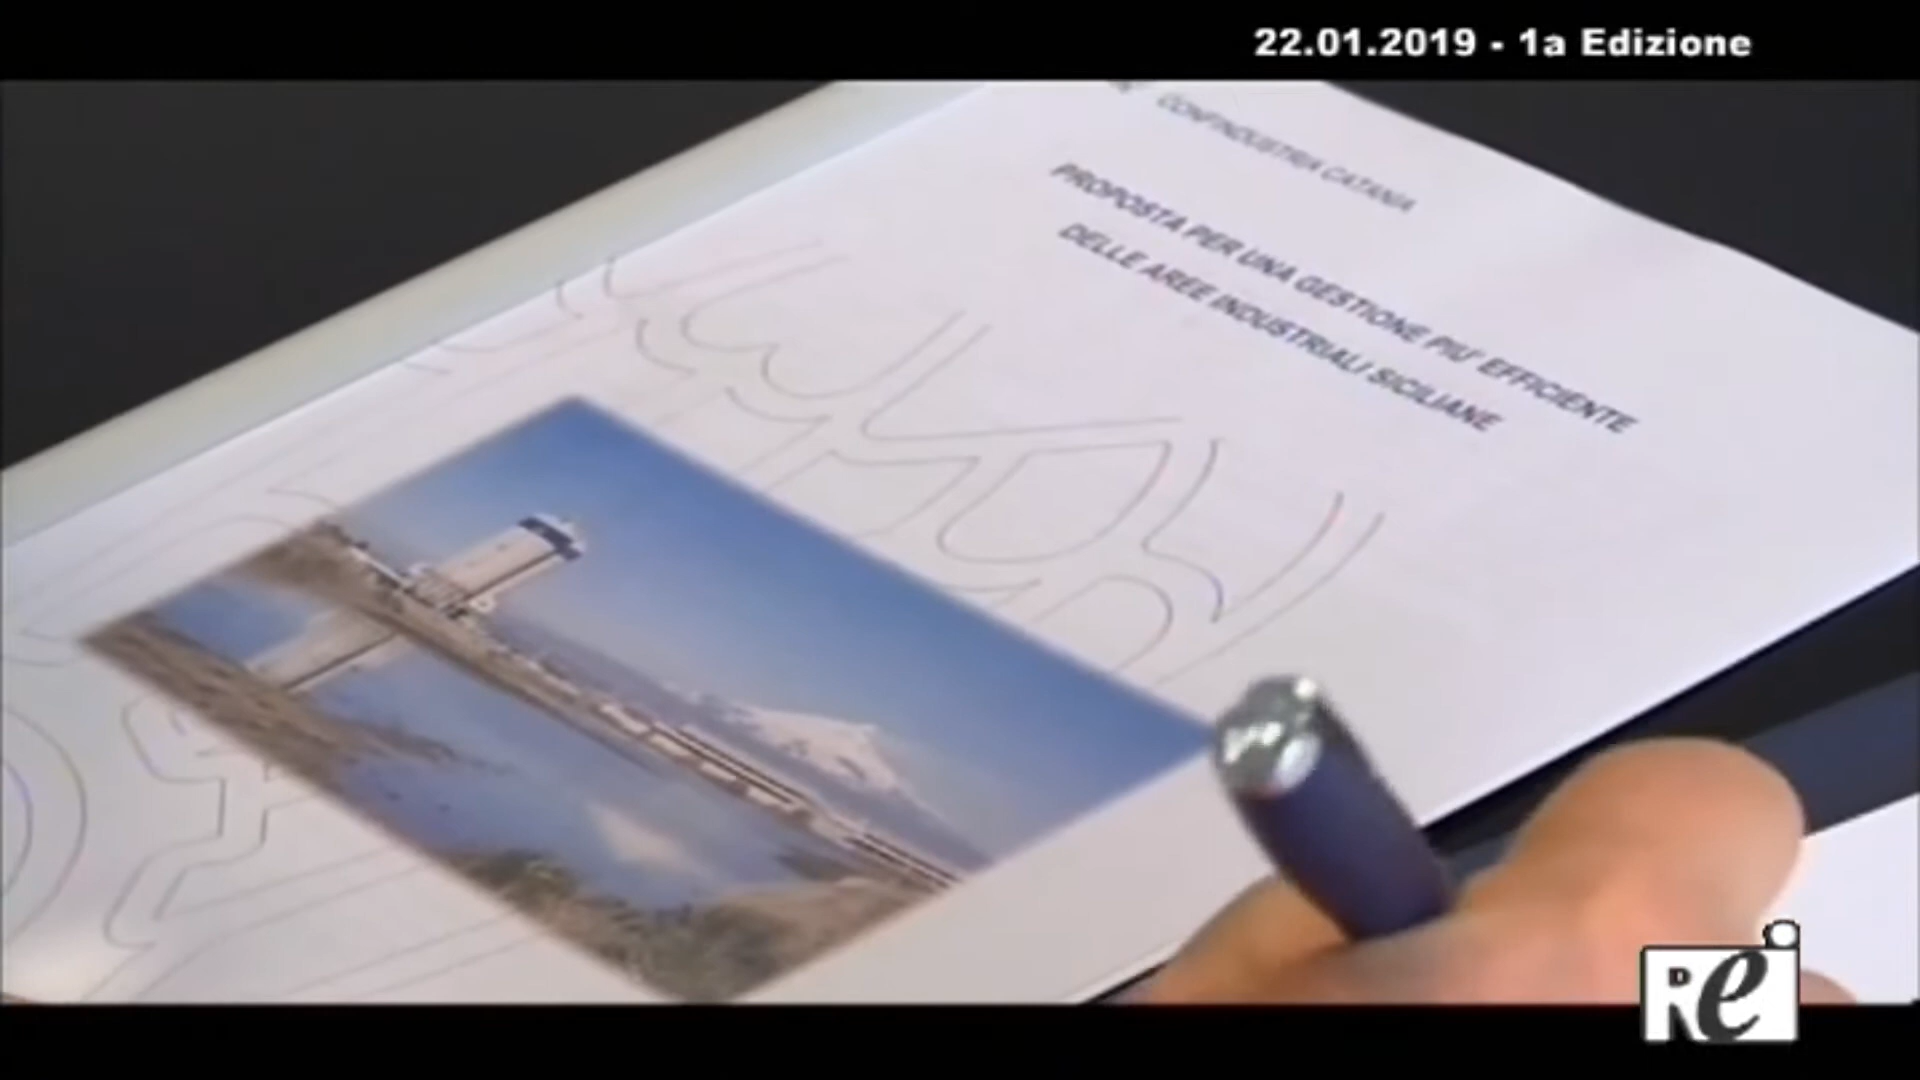 22.01.2019 - 1a Edizione
CONFINDUSTRIA CATANIA
PROPOSTA PER UNA GESTIONE PIU' EFFICIENTE
DELLE AREE INDUSTRIALI SICILIANE
Rei